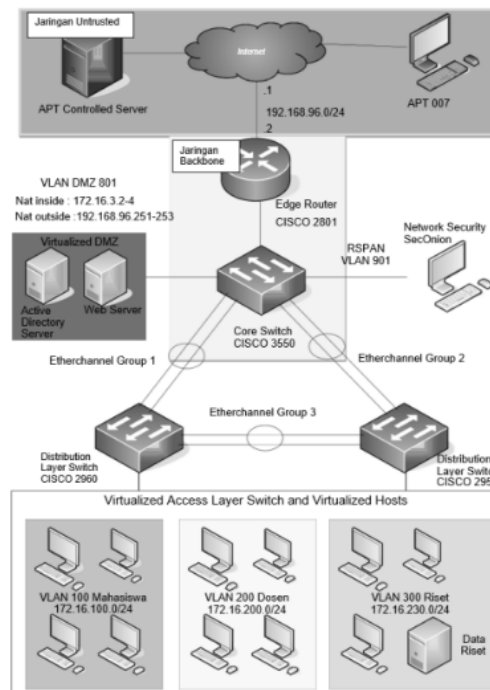 Jaringan Untrusted
Internet
APT Controlled Server
APT 007
.1
192.168.96.0/24
.2
Jaringan
Backbone
VLAN DMZ 801
Nat inside : 172.16.3.2-4
Nat outside :192.168.96.251-253
Edge Router
CISCO 2801
Virtualized DMZ
Active
Directory
Server
Web Server
RSPAN
VLAN 901
Network Security
SecOnion
Core Switch
CISCO 3550
Etherchannel Group 1
Etherchannel Group 2
Etherchannel Group 3
Distribution
Layer Switch
CISCO 2960
Distribution
Layer Switch
CISCO
Virtualized Access Layer Switch and Virtualized Hosts
VLAN 100 Mahasiswa
172.16.100.0/24
VLAN 200 Dosen
172.16.200.0/24
VLAN 300 Riset
172.16.230.0/24
Data
Riset